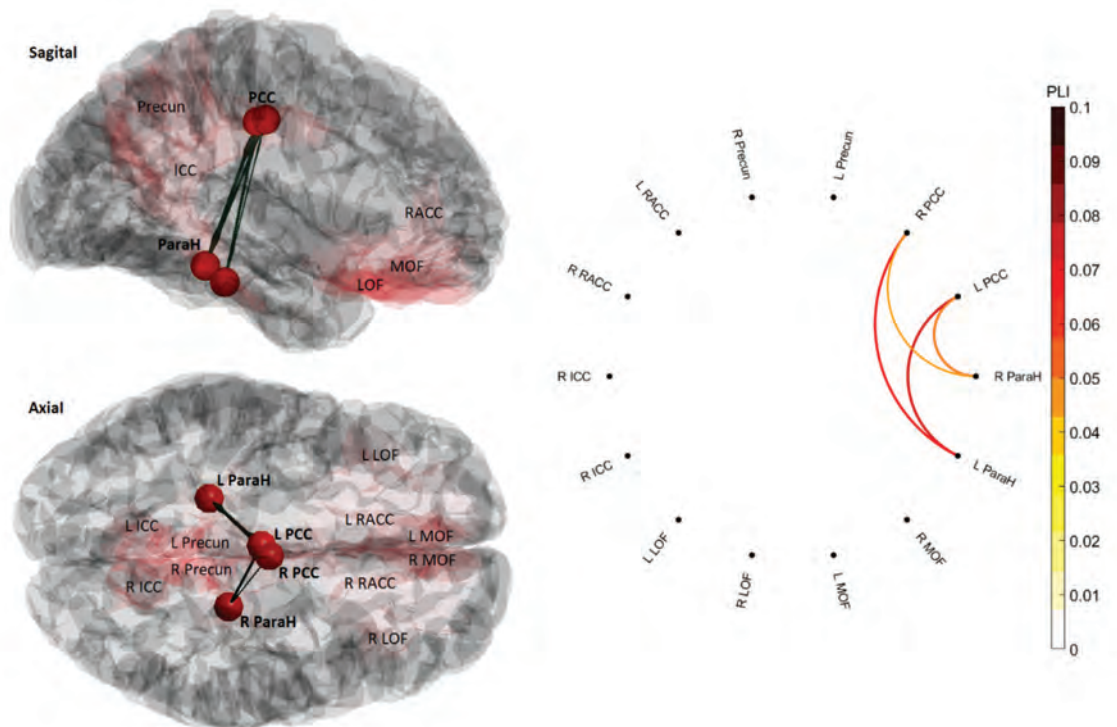 Sagital
PCC
Precun
ICC
RACC
ParaH
MOF
LOF
Axial
L LOF
L ParaH
L ICC
L RACC
L PCC
L Precun
L MOF
R Precun
R MOF
R PCC
R ICC
R RACC
R ParaH
R LOF
R Precun
L Precun
L RACC
R PCC
R RACC
L PCC
R ICC
R ParaH
R ICC
L ParaH
L LOF
R MOF
R LOF
L MOF
PLI
0.1
0.09
0.08
0.07
0.06
0.05
0.04
0.03
0.02
0.01
0